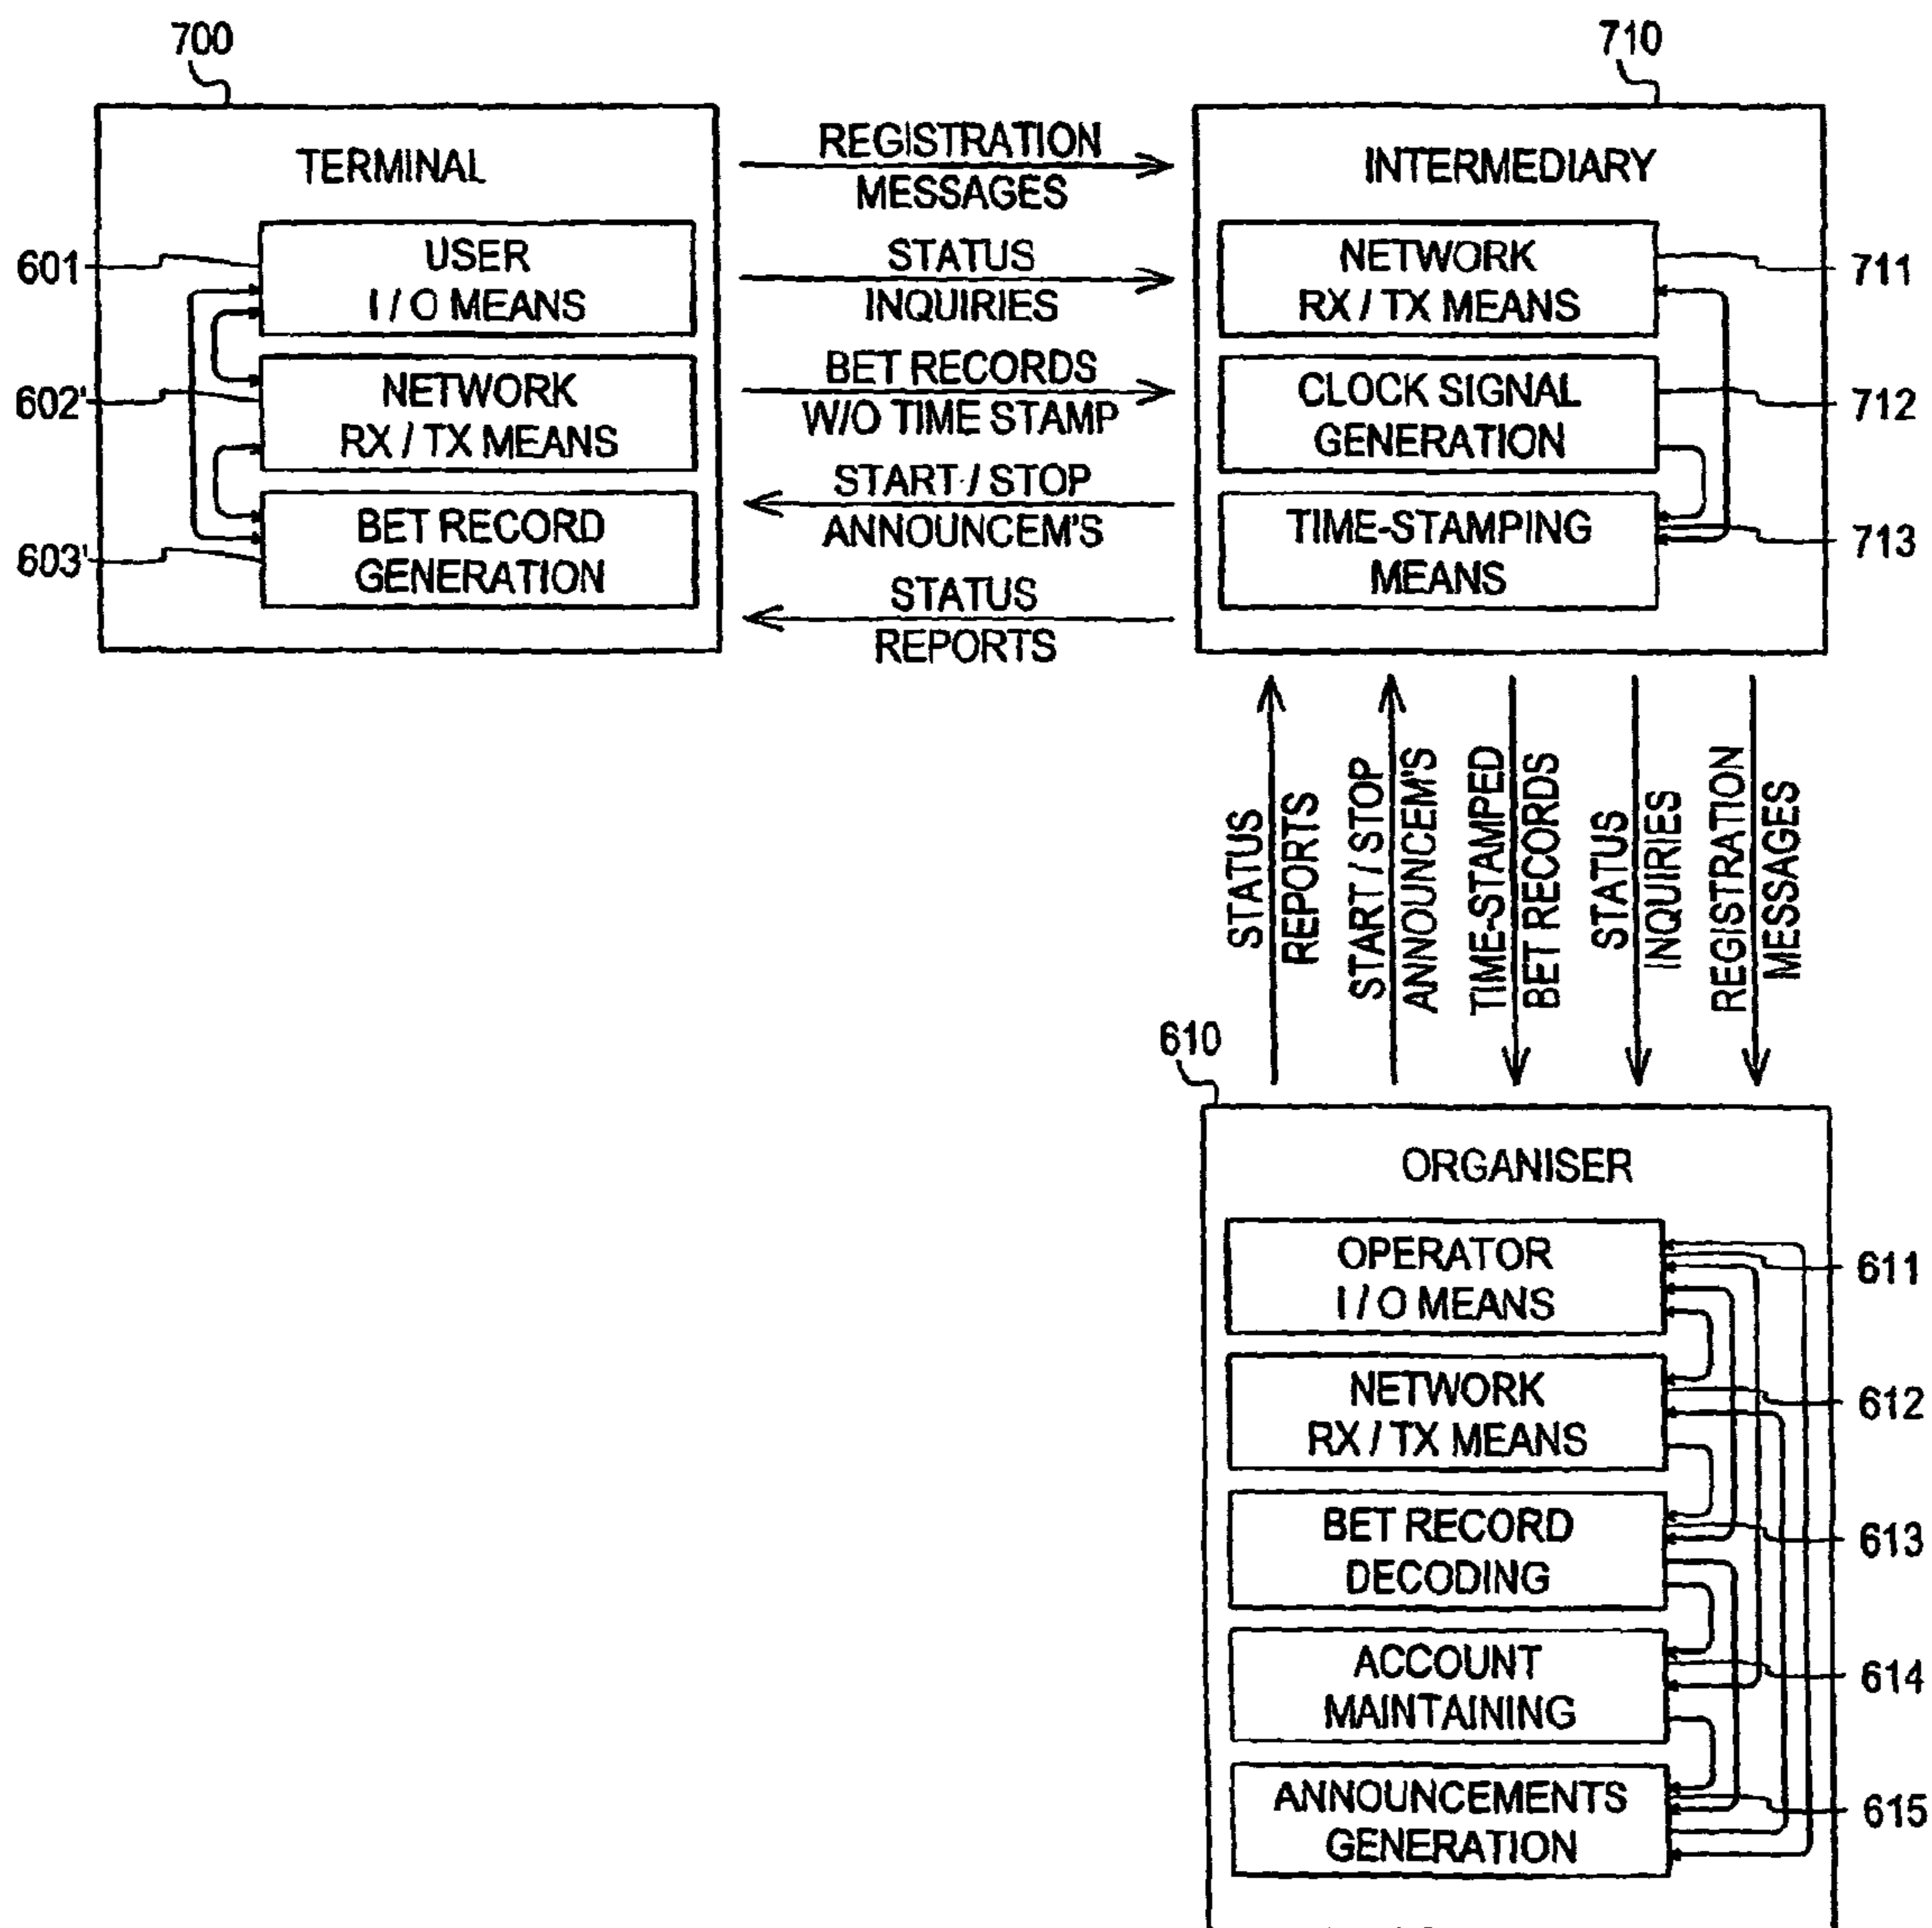 700
TERMINAL
601
USER
I / O MEANS
602'
NETWORK
RX / TX MEANS
603'
BET RECORD
GENERATION
REGISTRATION
MESSAGES
STATUS
INQUIRIES
BET RECORDS
W/O TIME STAMP
START / STOP
ANNOUNCEM'S
STATUS
REPORTS
710
INTERMEDIARY
NETWORK
RX / TX MEANS
711
CLOCK SIGNAL
GENERATION
712
TIME-STAMPING
MEANS
713
STATUS
REPORTS
START / STOP
ANNOUNCEM'S
TIME-STAMPED
BET RECORDS
STATUS
INQUIRIES
REGISTRATION
MESSAGES
610
ORGANISER
OPERATOR
I / O MEANS
611
NETWORK
RX / TX MEANS
612
BET RECORD
DECODING
613
ACCOUNT
MAINTAINING
614
ANNOUNCEMENTS
GENERATION
615